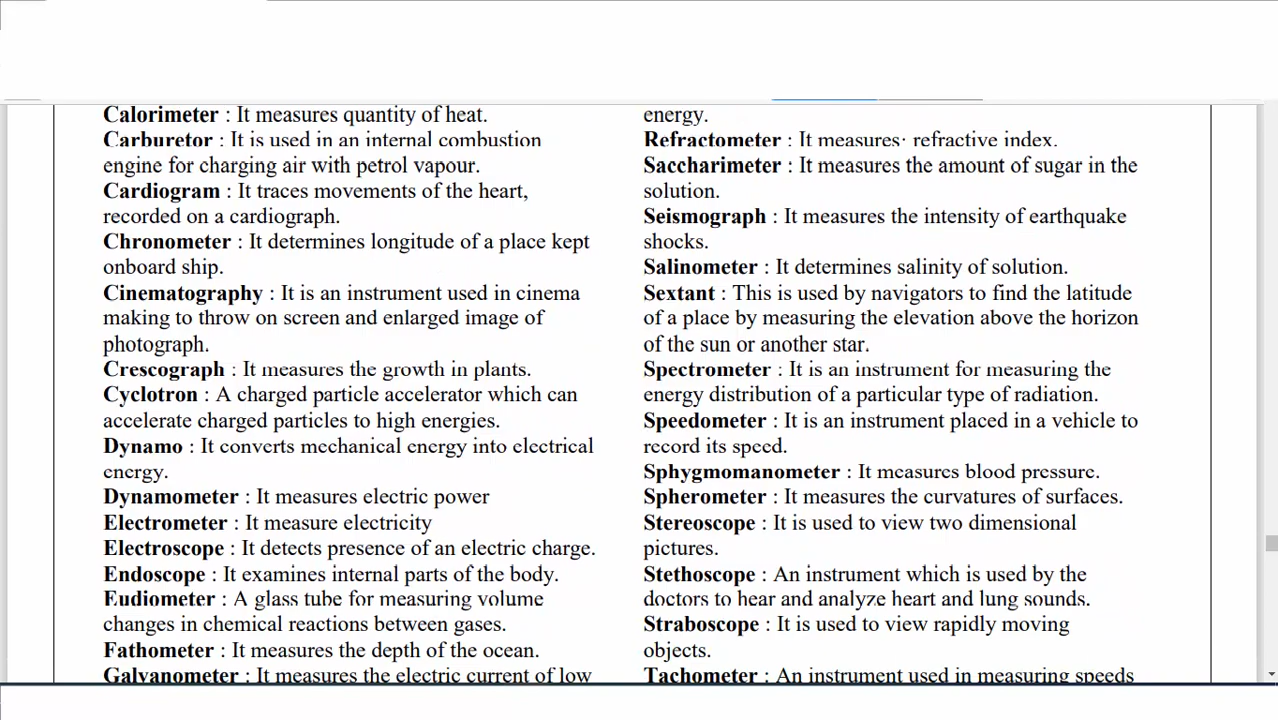 Calorimeter : It measures quantity of heat.
Carburetor : It is used in an internal combustion
engine for charging air with petrol vapour.
Cardiogram : It traces movements of the heart,
recorded on a cardiograph.
Chronometer : It determines longitude of a place kept
onboard ship.
Cinematography : It is an instrument used in cinema
making to throw on screen and enlarged image of
photograph.
Crescograph : It measures the growth in plants.
Cyclotron : A charged particle accelerator which can
accelerate charged particles to high energies.
Dynamo : It converts mechanical energy into electrical
energy.
Dynamometer : It measures electric power
Electrometer : It measure electricity
Electroscope : It detects presence of an electric charge.
Endoscope : It examines internal parts of the body.
Eudiometer : A glass tube for measuring volume
changes in chemical reactions between gases.
Fathometer : It measures the depth of the ocean.
Galvanometer : It measures the electric current of low
energy.
Refractometer : It measures· refractive index.
Saccharimeter : It measures the amount of sugar in the
solution.
Seismograph : It measures the intensity of earthquake
shocks.
Salinometer : It determines salinity of solution.
Sextant : This is used by navigators to find the latitude
of a place by measuring the elevation above the horizon
of the sun or another star.
Spectrometer : It is an instrument for measuring the
energy distribution of a particular type of radiation.
Speedometer : It is an instrument placed in a vehicle to
record its speed.
Sphygmomanometer : It measures blood pressure.
Spherometer : It measures the curvatures of surfaces.
Stereoscope : It is used to view two dimensional
pictures.
Stethoscope : An instrument which is used by the
doctors to hear and analyze heart and lung sounds.
Straboscope : It is used to view rapidly moving
objects.
Tachometer : An instrument used in measuring speeds